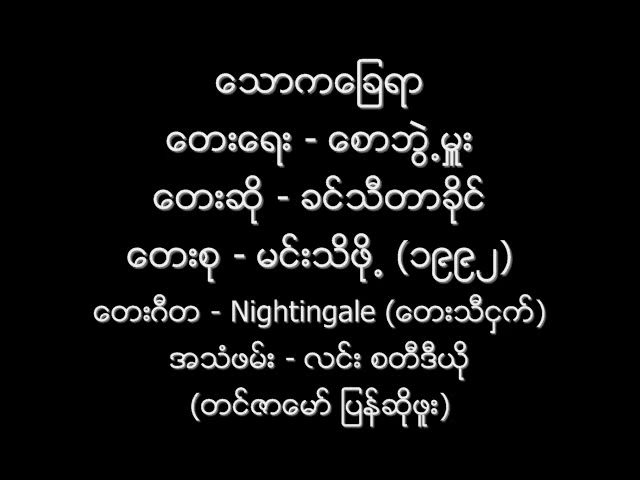 သောကခြေရာ
တေးရေး - စောဘွဲ့မှူး
တေးဆို - ခင်သီတာခိုင်
တေးစု - မင်းသိဖို့ (၁၉၉၂)
တေးဂီတ - Nightingale (တေးသီငှက်)
အသံဖမ်း - လင်း စတီဒီယို
(တင်ဇာမော် ပြန်ဆိုဖူး)